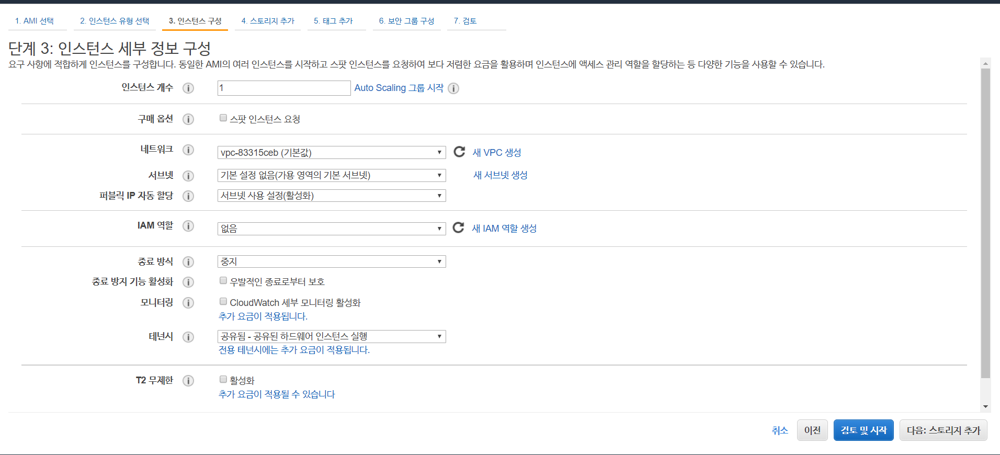 1. AMI 선택 2. 인스턴스 유형 선택 3. 인스턴스 구성 4. 스토리지 추가 5. 태그 추가 6. 보안 그룹 구성 7. 검토
단계 3: 인스턴스 세부 정보 구성
요구 사항에 적합하게 인스턴스를 구성합니다. 동일한 AMI의 여러 인스턴스를 시작하고 스팟 인스턴스를 요청하여 보다 저렴한 요금을 활용하며 인스턴스에 액세스 관리 역할을 할당하는 등 다양한 기능을 사용할 수 있습니다.
인스턴스 개수 i 1 Auto Scaling 그룹 시작 i
구매 옵션 i 스팟 인스턴스 요청
네트워크 i vpc-83315ceb (기본값) 새 VPC 생성
서브넷 i 기본 설정 없음(가용 영역의 기본 서브넷) 새 서브넷 생성
퍼블릭 IP 자동 할당 i 서브넷 사용 설정(활성화)
IAM 역할 i 없음 새 IAM 역할 생성
종료 방식 i 중지
종료 방지 기능 활성화 i 우발적인 종료로부터 보호
모니터링 i CloudWatch 세부 모니터링 활성화
추가 요금이 적용됩니다.
테넌시 i 공유됨 - 공유된 하드웨어 인스턴스 실행
전용 테넌시에는 추가 요금이 적용됩니다.
T2 무제한 i 활성화
추가 요금이 적용될 수 있습니다
취소 이전 검토 및 시작 다음: 스토리지 추가